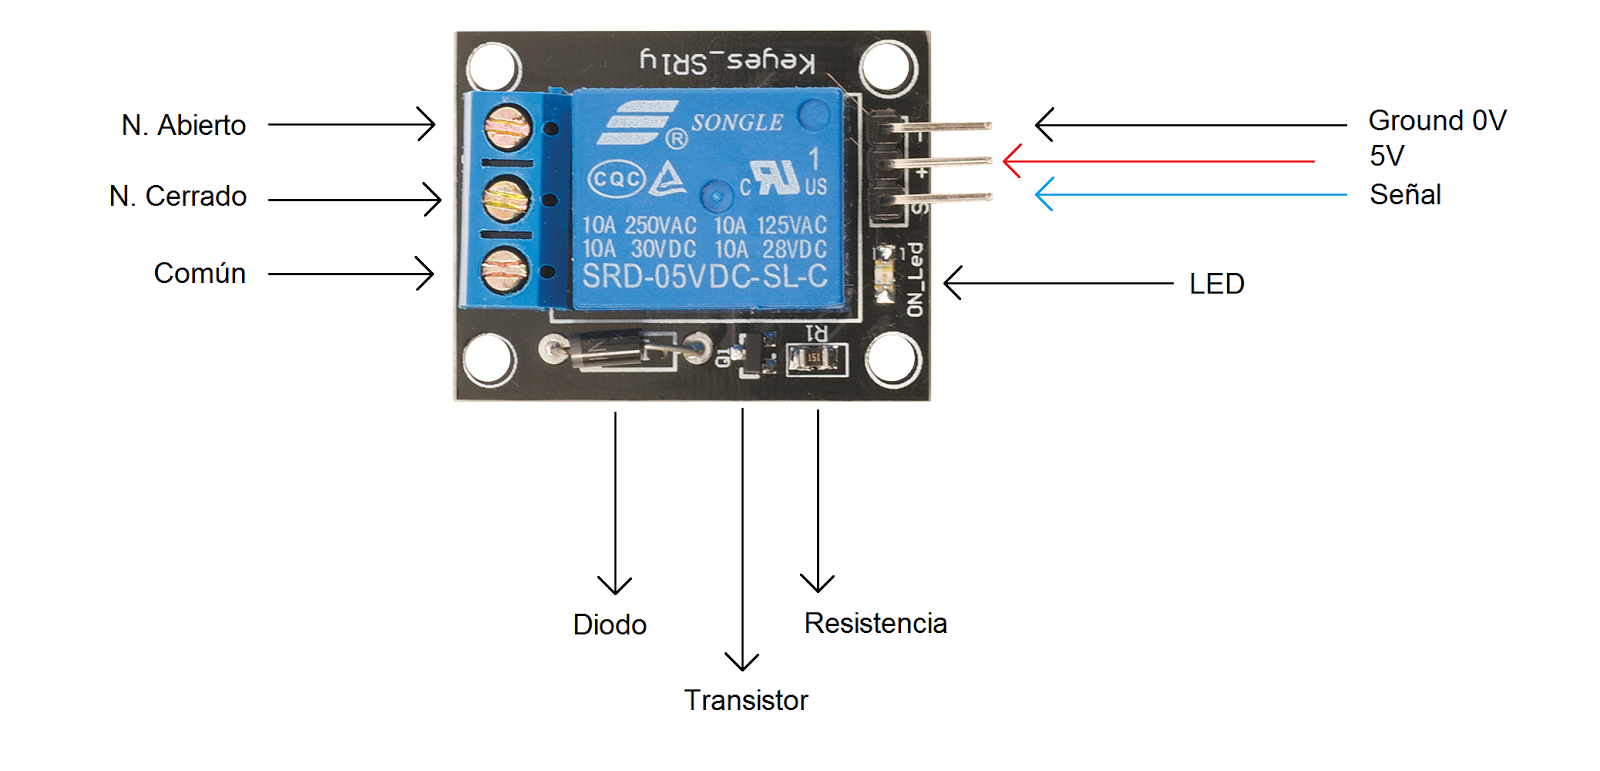 Keyes_SR1y
N. Abierto
N. Cerrado
Común
SONGLE
®
CQC
C US
1
10A 250VAC 10A 125VAC
10A 30VDC 10A 28VDC
SRD-05VDC-SL-C
−
+
S
Ground 0V
5V
Señal
ON_Led
LED
Q1
R1
151
Diodo
Resistencia
Transistor